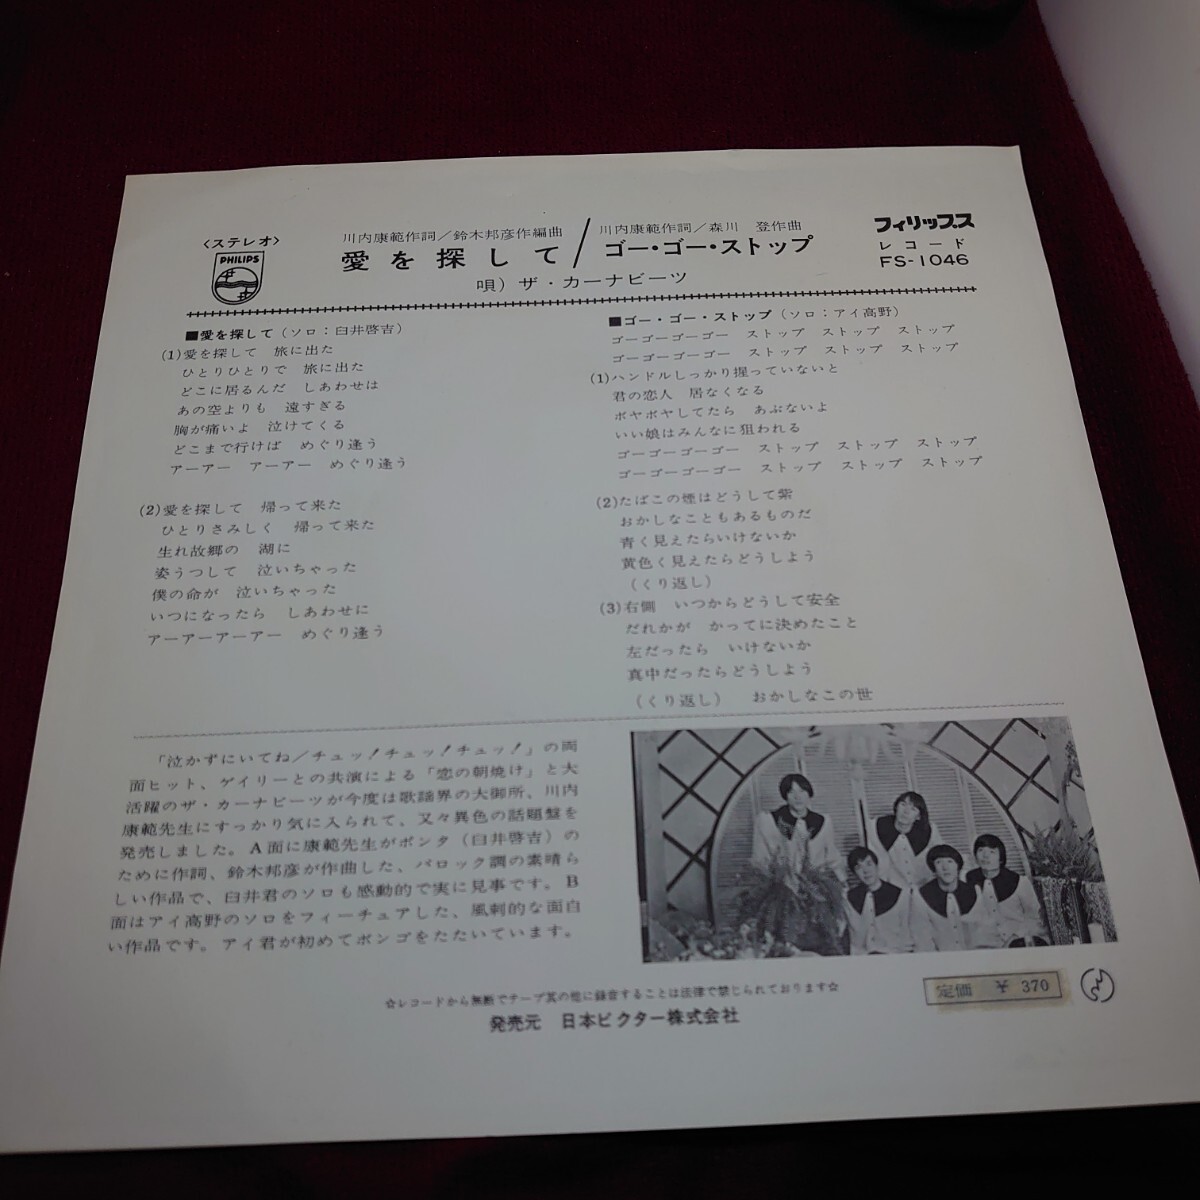 〈ステレオ〉
PHILIPS
川内康範作詞／鈴木邦彦作編曲
愛を探して／
川内康範作詞／森川 登作曲
ゴー・ゴー・ストップ
唄）ザ・カーナビーツ
フィリップス
レコード
FS-1046
■愛を探して（ソロ：臼井啓吉）
(1)愛を探して 旅に出た
ひとりひとりで 旅に出た
どこに居るんだ しあわせは
あの空よりも 遠すぎる
胸が痛いよ 泣けてくる
どこまで行けば めぐり逢う
アーアー アーアー めぐり逢う
(2)愛を探して 帰って来た
ひとりさみしく 帰って来た
生れ故郷の 湖に
姿うつして 泣いちゃった
僕の命が 泣いちゃった
いつになったら しあわせに
アーアーアーアー めぐり逢う
■ゴー・ゴー・ストップ（ソロ：アイ高野）
ゴーゴーゴーゴー ストップ ストップ ストップ
ゴーゴーゴーゴー ストップ ストップ ストップ
(1)ハンドルしっかり握っていないと
君の恋人 居なくなる
ボヤボヤしてたら あぶないよ
いい娘はみんなに狙われる
ゴーゴーゴーゴー ストップ ストップ ストップ
ゴーゴーゴーゴー ストップ ストップ ストップ
(2)たばこの煙はどうして紫
おかしなこともあるものだ
青く見えたらいけないか
黄色く見えたらどうしよう
（くり返し）
(3)右側 いつからどうして安全
だれかが かってに決めたこと
左だったら いけないか
真中だったらどうしよう
（くり返し） おかしなこの世
「泣かずにいてね／チュッ！チュッ！チュッ！」の両
面ヒット、ゲイリーとの共演による「恋の朝焼け」と大
活躍のザ・カーナビーツが今度は歌謡界の大御所、川内
康範先生にすっかり気に入られて、又々異色の話題盤を
発売しました。A面に康範先生がポンタ（臼井啓吉）の
ために作詞、鈴木邦彦が作曲した、バロック調の素晴ら
しい作品で、臼井君のソロも感動的で実に見事です。B
面はアイ高野のソロをフィーチュアした、風刺的な面白
い作品です。アイ君が初めてボンゴをたたいています。
☆レコードから無断でテープ其の他に録音することは法律で禁じられております☆
発売元 日本ビクター株式会社
定価 ￥ 370